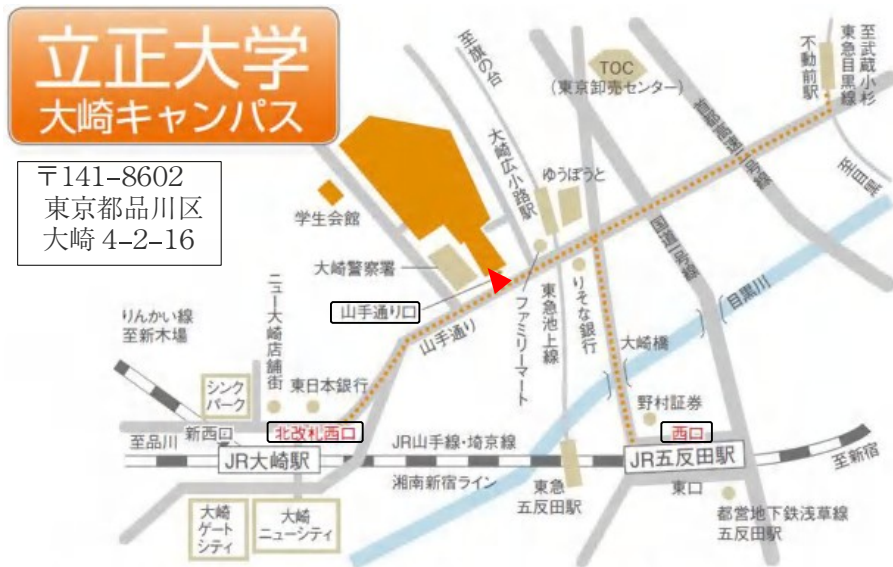 立正大学
大崎キャンパス
〒141-8602
東京都品川区
大崎 4-2-16
至旗の台
TOC
(東京卸売センター)
不動前駅
東急目黒線
至武蔵小杉
首都高速二号線
至目黒
大崎広小路駅
ゆうぽうと
学生会館
大崎警察署
国道一号線
目黒川
山手通り口
山手通り
ファミリーマート
東急池上線
りそな銀行
大崎橋
りんかい線
至新木場
ニュー大崎店舗街
シンク
パーク
東日本銀行
野村証券
新西口
北改札西口
西口
至品川
JR山手線・埼京線
JR大崎駅
JR五反田駅
至新宿
湘南新宿ライン
東急
五反田駅
東口
大崎
ゲート
シティ
大崎
ニューシティ
都営地下鉄浅草線
五反田駅